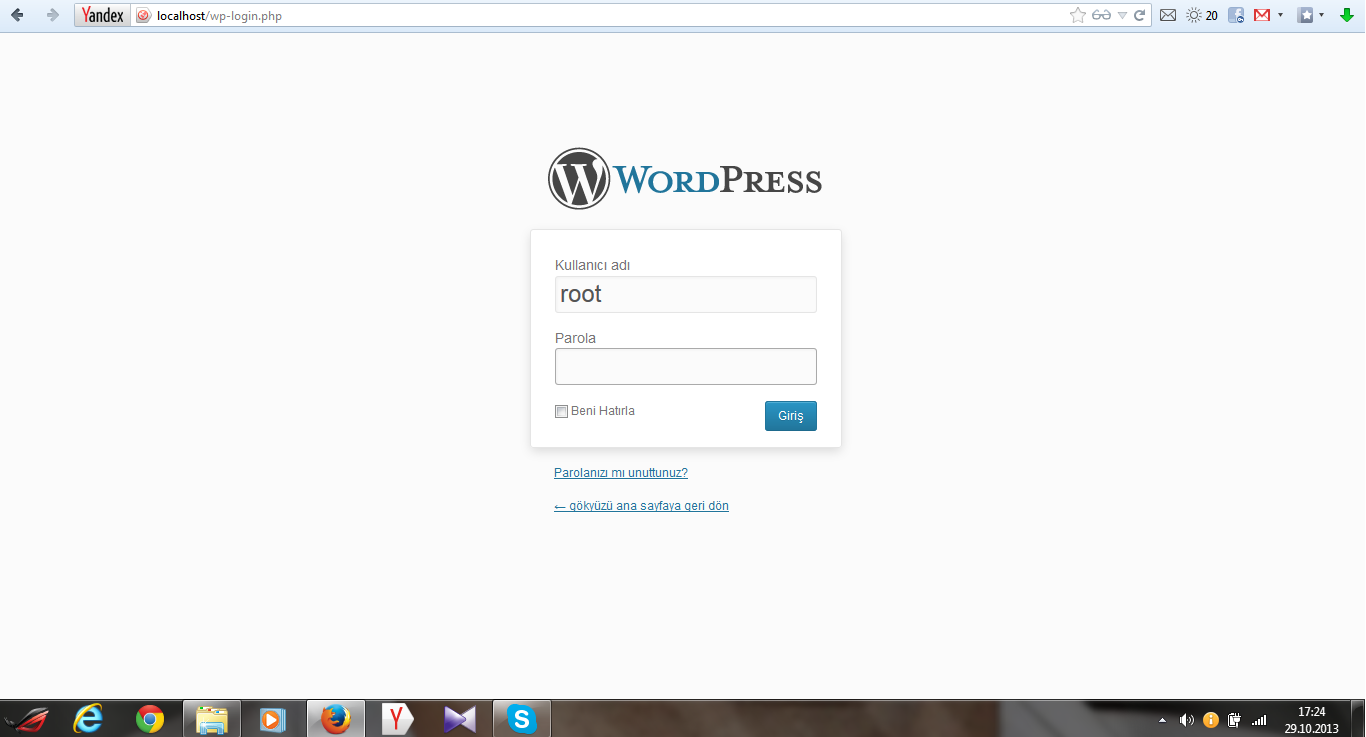 Yandex
localhost/wp-login.php
20
WORDPRESS
Kullanıcı adı
root
Parola
Beni Hatırla
Giriş
Parolanızı mı unuttunuz?
← gökyüzü ana sayfaya geri dön
17:24
29.10.2013